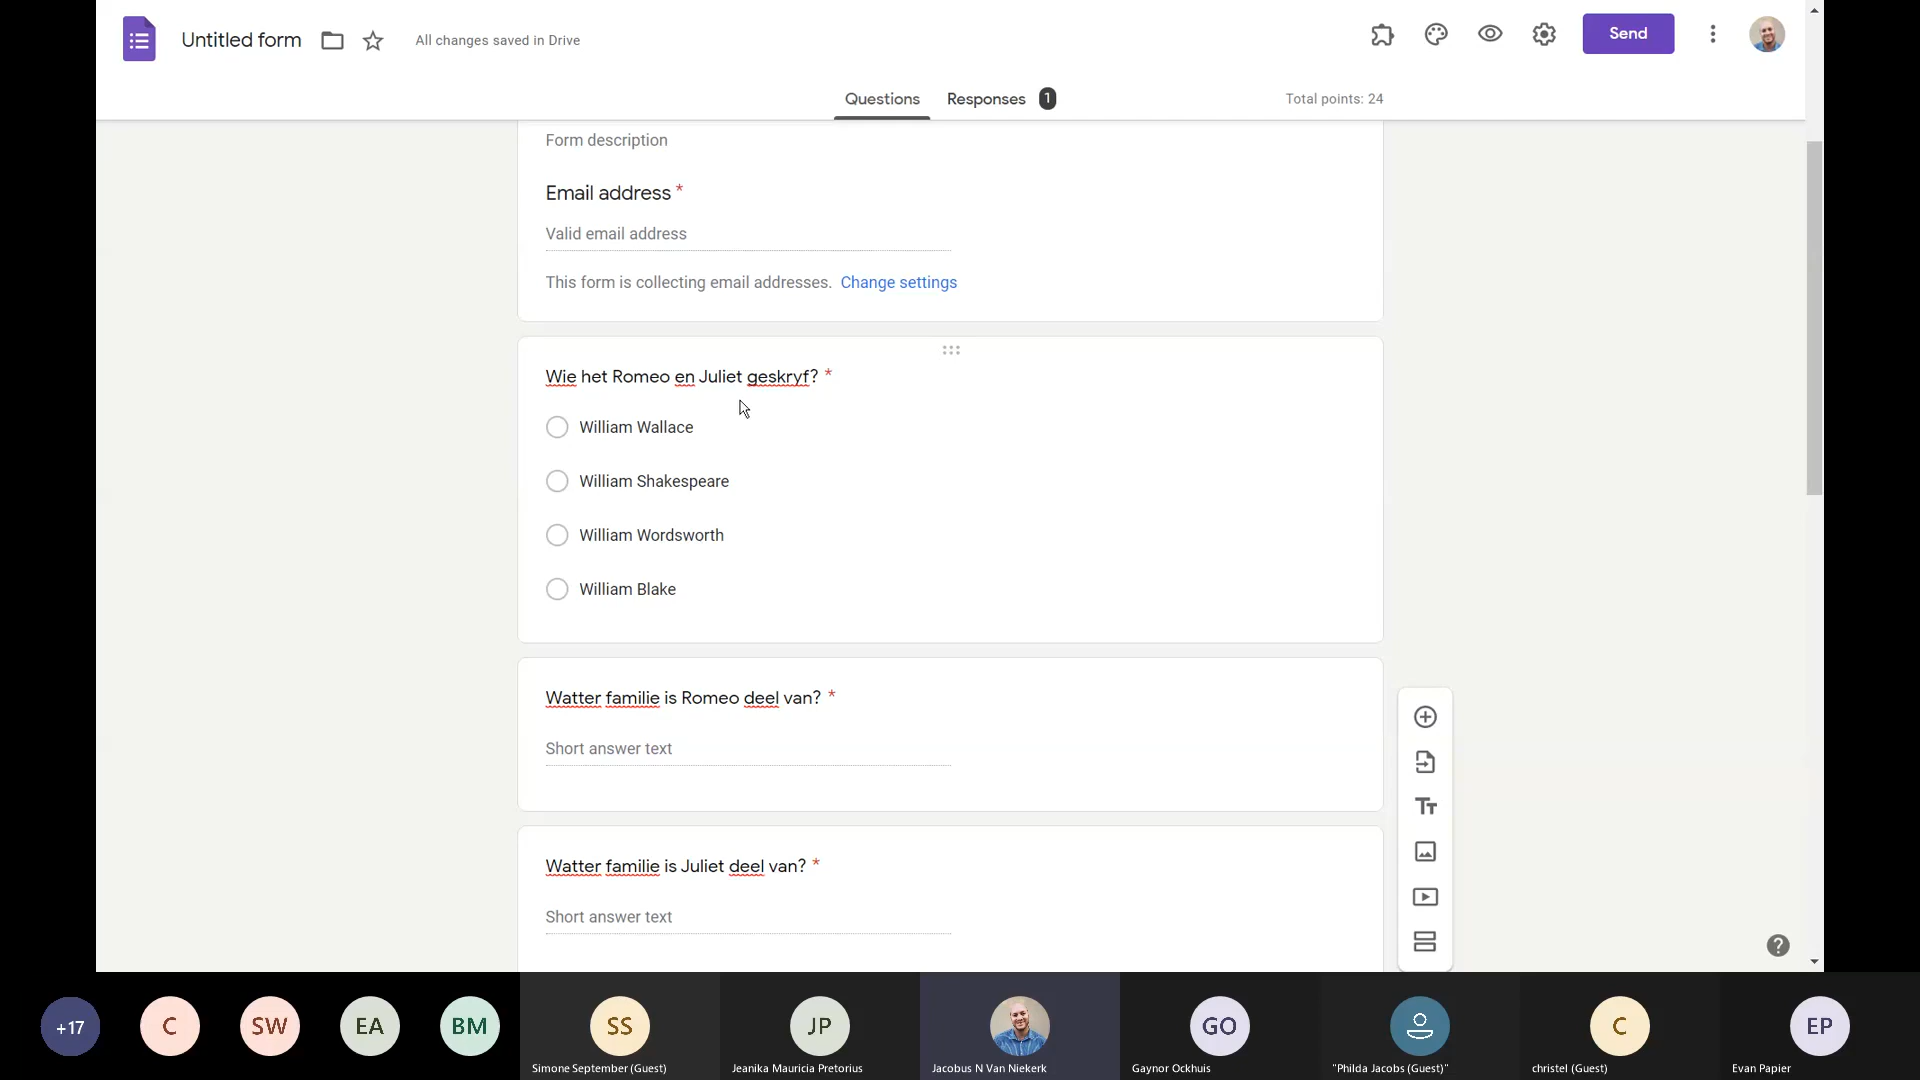 Untitled form
All changes saved in Drive
Send
Questions
Responses 1
Total points: 24
Form description
Email address *
Valid email address
This form is collecting email addresses. Change settings
Wie het Romeo en Juliet geskryf? *
William Wallace
William Shakespeare
William Wordsworth
William Blake
Watter familie is Romeo deel van? *
Short answer text
Watter familie is Juliet deel van? *
Short answer text
+17
C
SW
EA
BM
SS
JP
GO
C
EP
Simone September (Guest)
Jeanika Mauricia Pretorius
Jacobus N Van Niekerk
Gaynor Ockhuis
"Philda Jacobs (Guest)"
christel (Guest)
Evan Papier